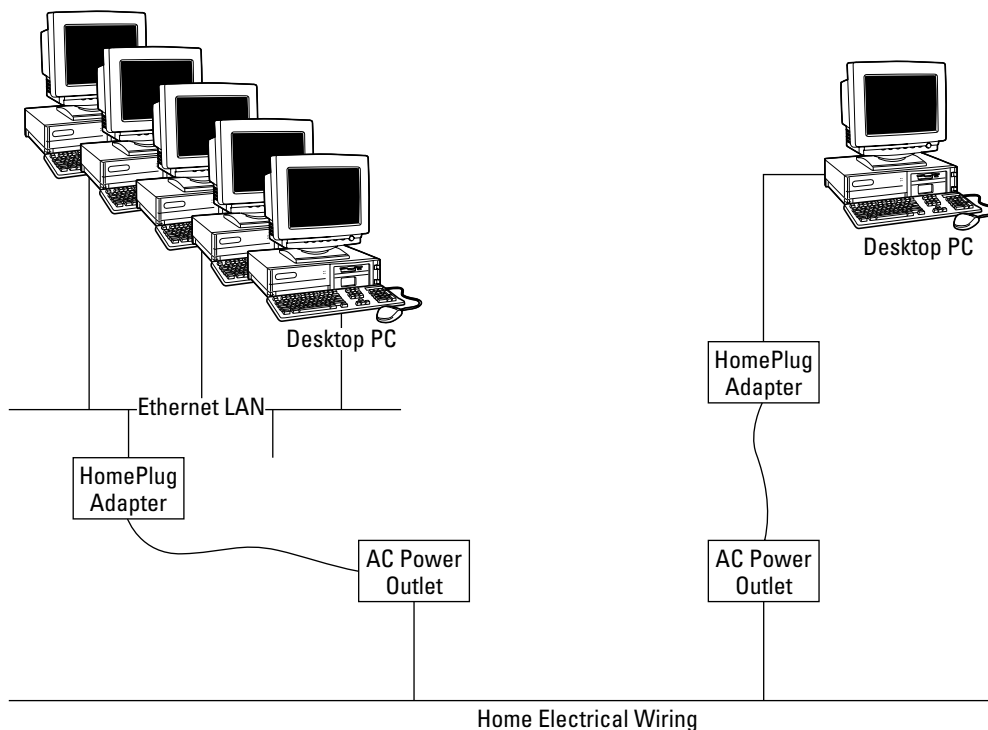 Desktop PC
Desktop PC
HomePlug
Adapter
Ethernet LAN
HomePlug
Adapter
AC Power
Outlet
AC Power
Outlet
Home Electrical Wiring